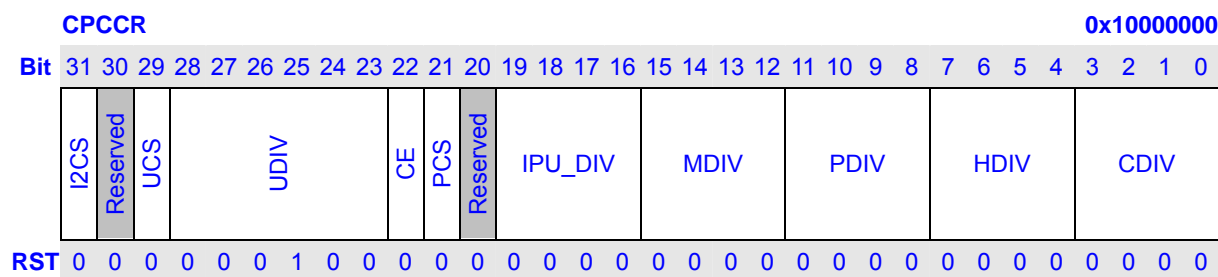 CPCCR 0x10000000
Bit 31 30 29 28 27 26 25 24 23 22 21 20 19 18 17 16 15 14 13 12 11 10 9 8 7 6 5 4 3 2 1 0
I2CS Reserved UCS UDIV CE PCS Reserved IPU_DIV MDIV PDIV HDIV CDIV
RST 0 0 0 0 0 0 1 0 0 0 0 0 0 0 0 0 0 0 0 0 0 0 0 0 0 0 0 0 0 0 0 0